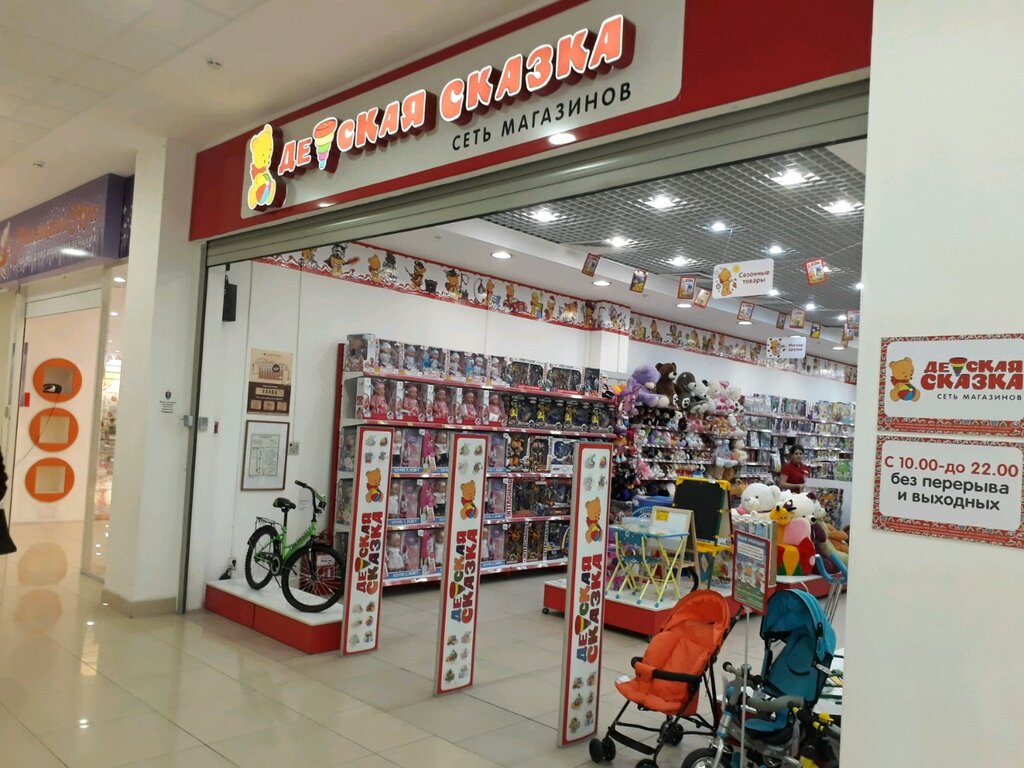 ДЕТСКАЯ СКАЗКА
СЕТЬ МАГАЗИНОВ
Сезонные
товары
ДЕТСКАЯ
СКАЗКА
СЕТЬ МАГАЗИНОВ
С 10.00-до 22.00
без перерыва
и выходных
ДЕТСКАЯ
СКАЗКА
ДЕТСКАЯ
СКАЗКА
ДЕТСКАЯ
СКАЗКА